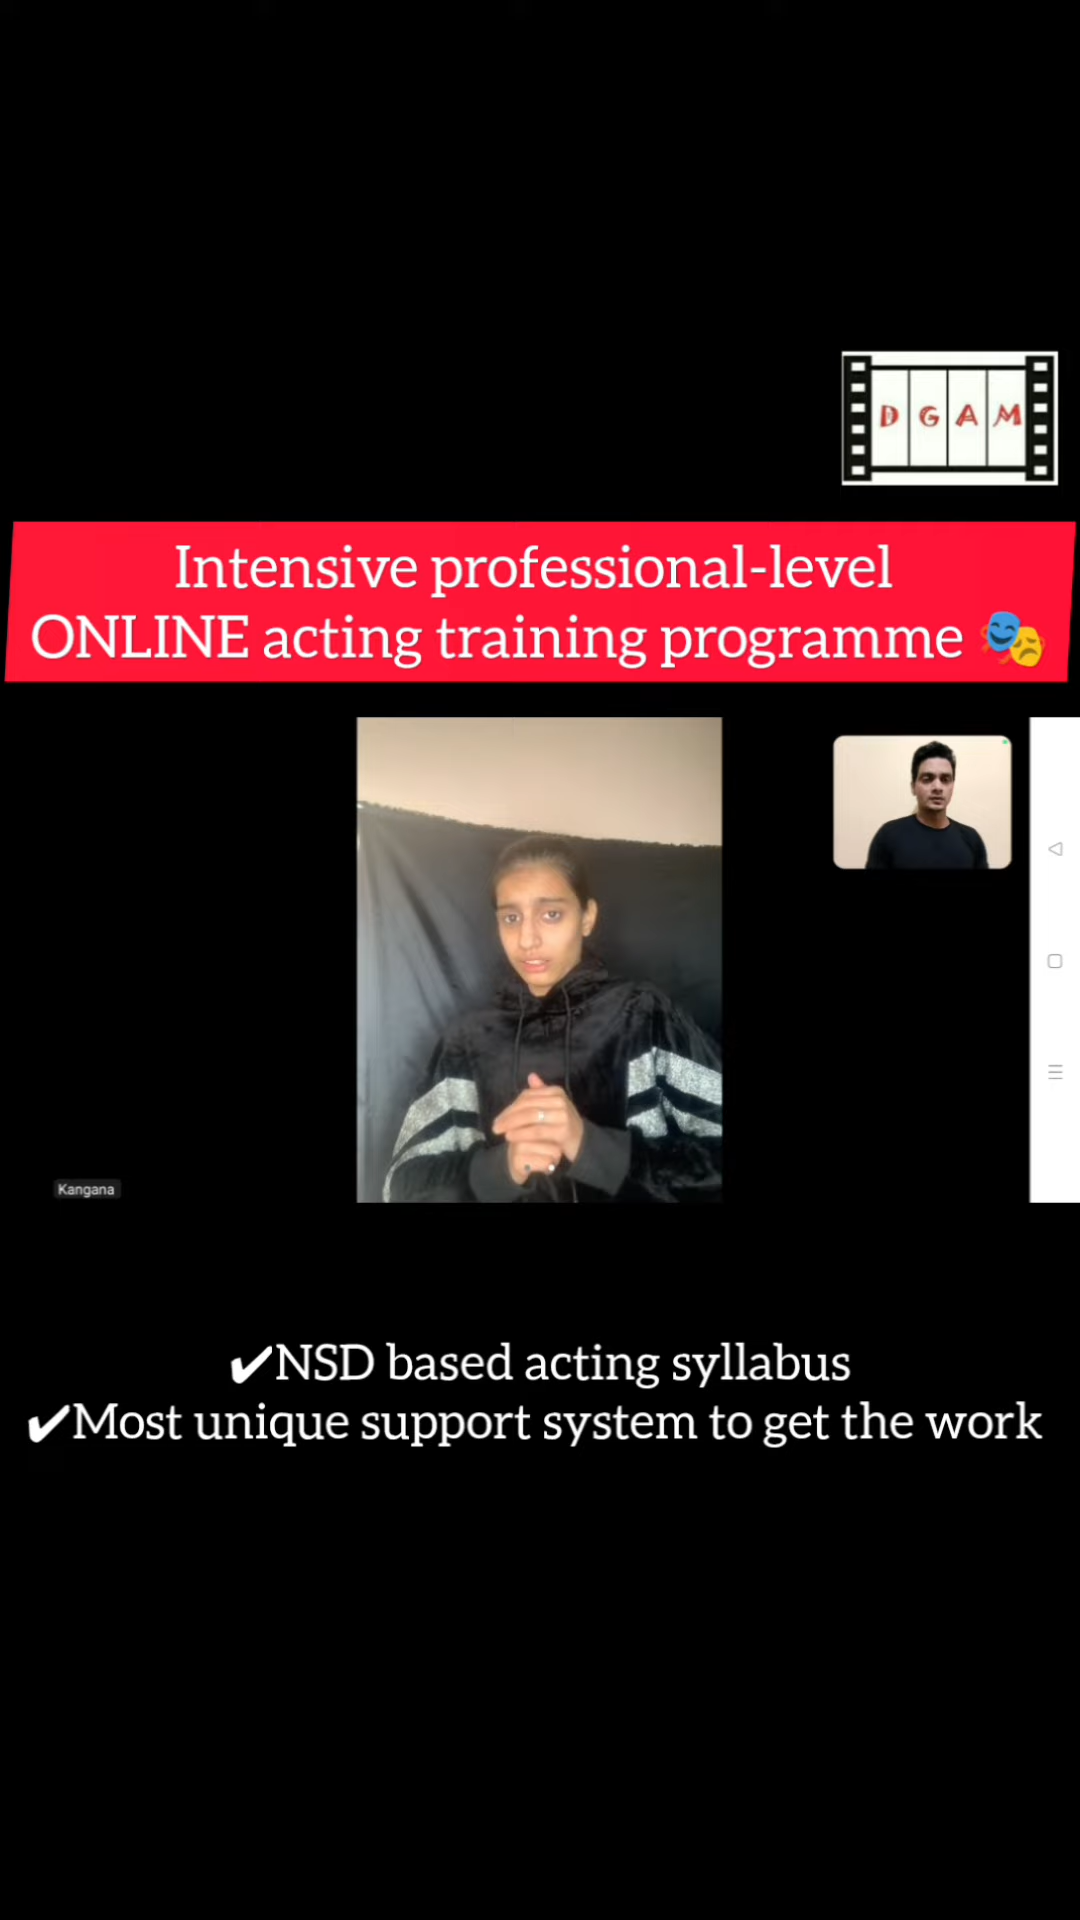 D G A M
Intensive professional-level
ONLINE acting training programme 🎭
Kangana
✔NSD based acting syllabus
✔Most unique support system to get the work